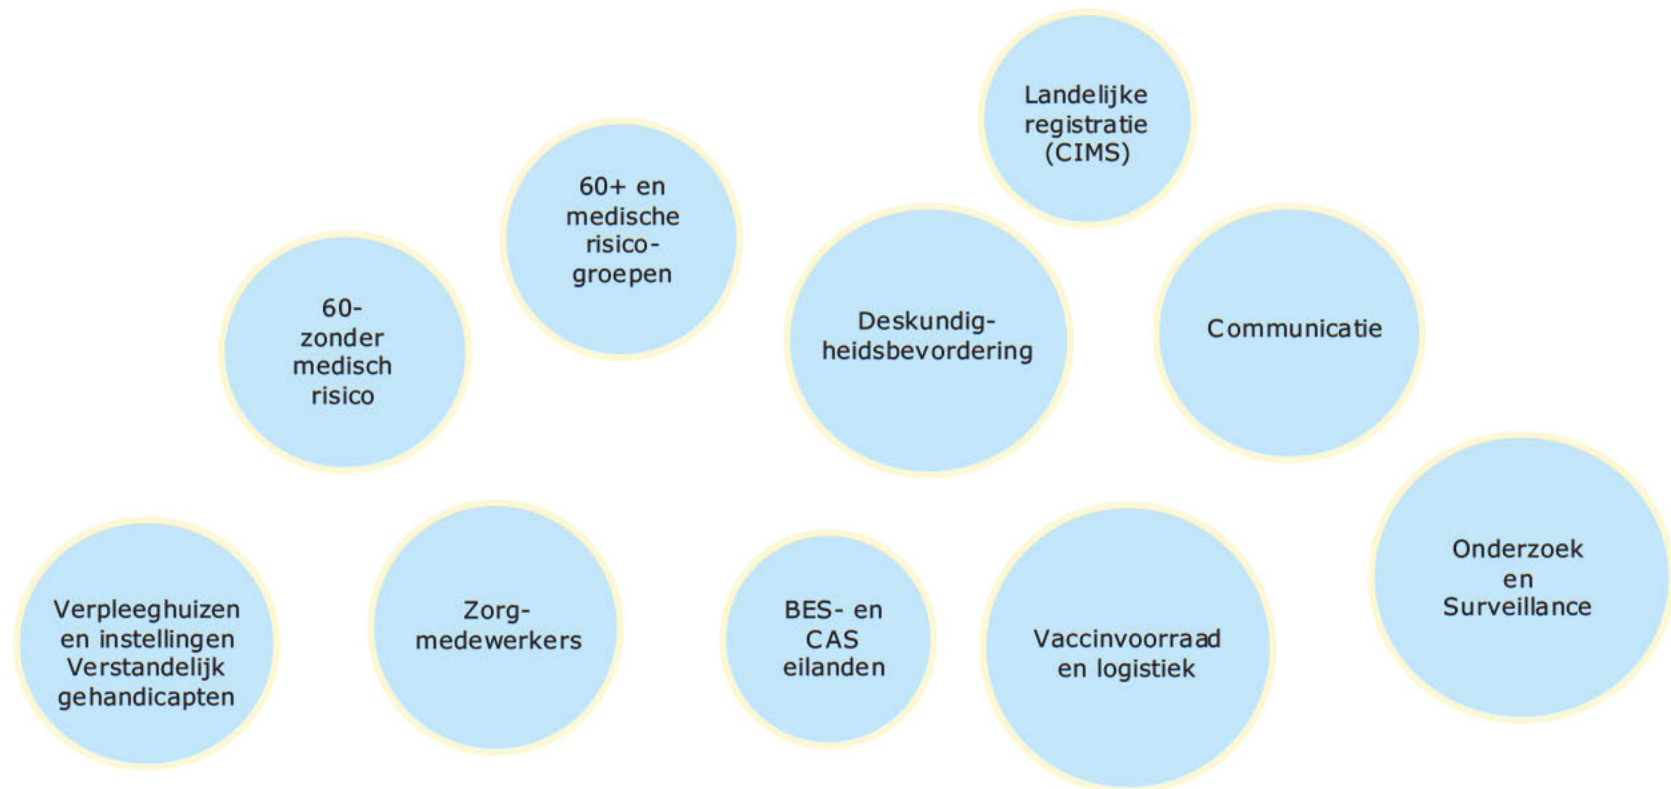 Landelijke
registratie
(CIMS)
60+ en
medische
risico-
groepen
60-
zonder
medisch
risico
Deskundig-
heidsbevordering
Communicatie
Verpleeghuizen
en instellingen
Verstandelijk
gehandicapten
Zorg-
medewerkers
BES- en
CAS
eilanden
Vaccinvoorraad
en logistiek
Onderzoek
en
Surveillance